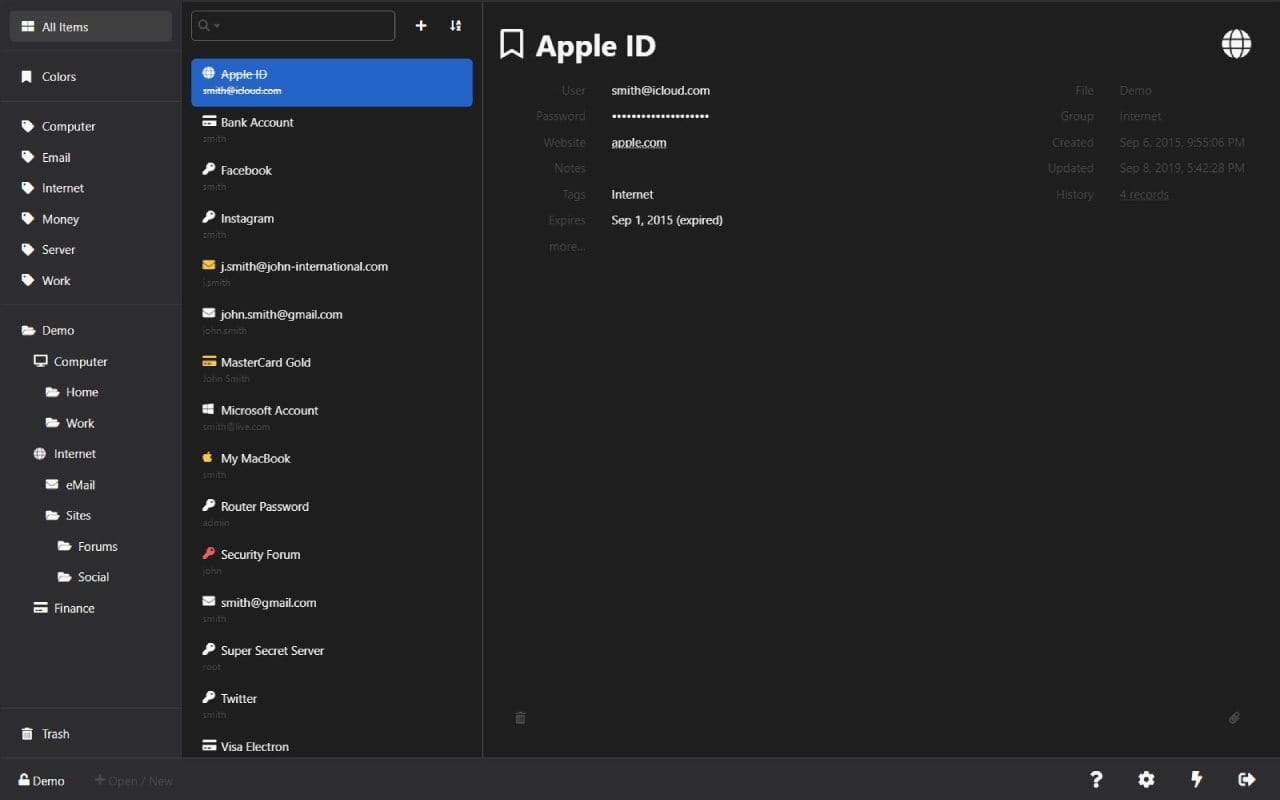 All Items
Colors
Computer
Email
Internet
Money
Server
Work
Demo
Computer
Home
Work
Internet
eMail
Sites
Forums
Social
Finance
Trash
Apple ID
smith@icloud.com
Bank Account
smith
Facebook
smith
Instagram
smith
j.smith@john-international.com
j.smith
john.smith@gmail.com
john.smith
MasterCard Gold
John Smith
Microsoft Account
smith@live.com
My MacBook
smith
Router Password
admin
Security Forum
john
smith@gmail.com
smith
Super Secret Server
root
Twitter
smith
Visa Electron
Apple ID
User smith@icloud.com
Password ••••••••••••••••••••
Website apple.com
Notes
Tags Internet
Expires Sep 1, 2015 (expired)
more...
File Demo
Group Internet
Created Sep 6, 2015, 9:55:06 PM
Updated Sep 8, 2019, 5:42:28 PM
History 4 records
Demo + Open / New